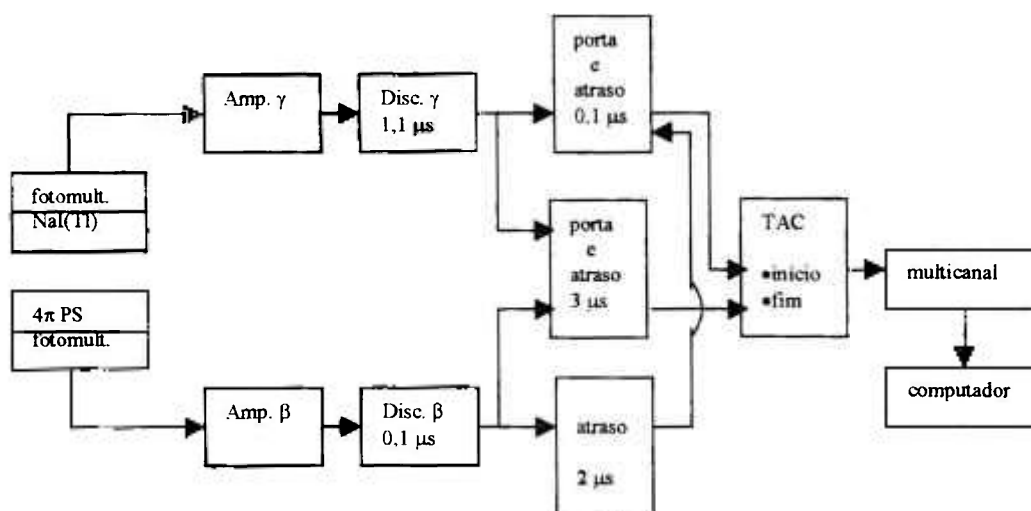 porta
e
atraso
0,1 µs
Amp. γ
Disc. γ
1,1 µs
fotomult.
NaI(Tl)
porta
e
atraso
3 µs
TAC
•inicio
•fim
multicanal
4π PS
fotomult.
computador
Amp. β
Disc. β
0,1 µs
atraso
2 µs